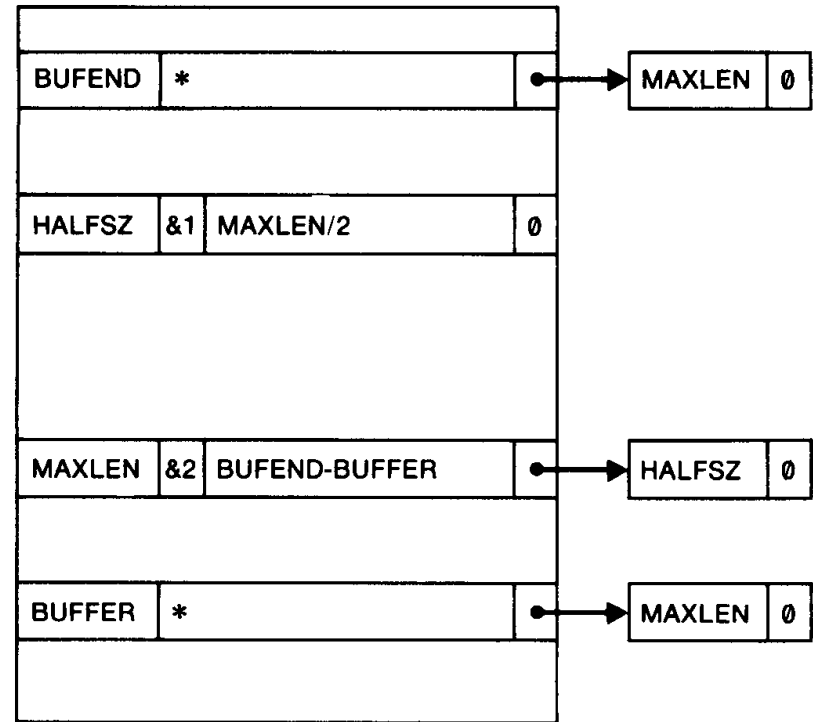 BUFEND * MAXLEN 0
HALFSZ &1 MAXLEN/2 0
MAXLEN &2 BUFEND-BUFFER HALFSZ 0
BUFFER * MAXLEN 0